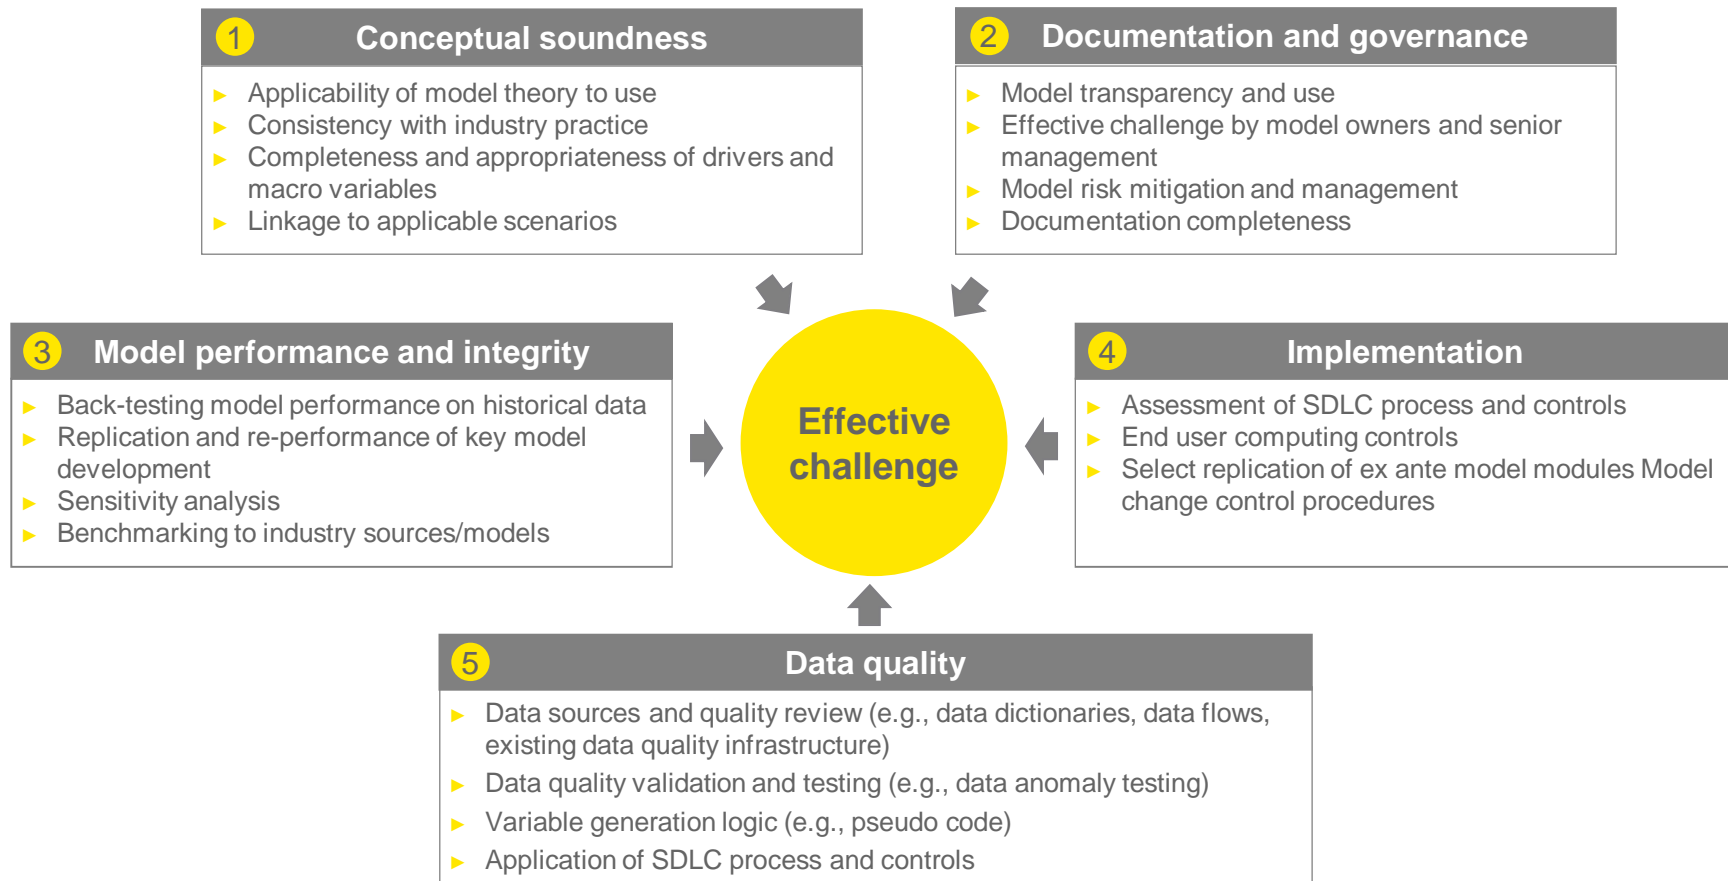 1 Conceptual soundness
► Applicability of model theory to use
► Consistency with industry practice
► Completeness and appropriateness of drivers and
macro variables
► Linkage to applicable scenarios
2 Documentation and governance
► Model transparency and use
► Effective challenge by model owners and senior
management
► Model risk mitigation and management
► Documentation completeness
3 Model performance and integrity
► Back-testing model performance on historical data
► Replication and re-performance of key model
development
► Sensitivity analysis
► Benchmarking to industry sources/models
Effective
challenge
4 Implementation
► Assessment of SDLC process and controls
► End user computing controls
► Select replication of ex ante model modules Model
change control procedures
5 Data quality
► Data sources and quality review (e.g., data dictionaries, data flows,
existing data quality infrastructure)
► Data quality validation and testing (e.g., data anomaly testing)
► Variable generation logic (e.g., pseudo code)
► Application of SDLC process and controls